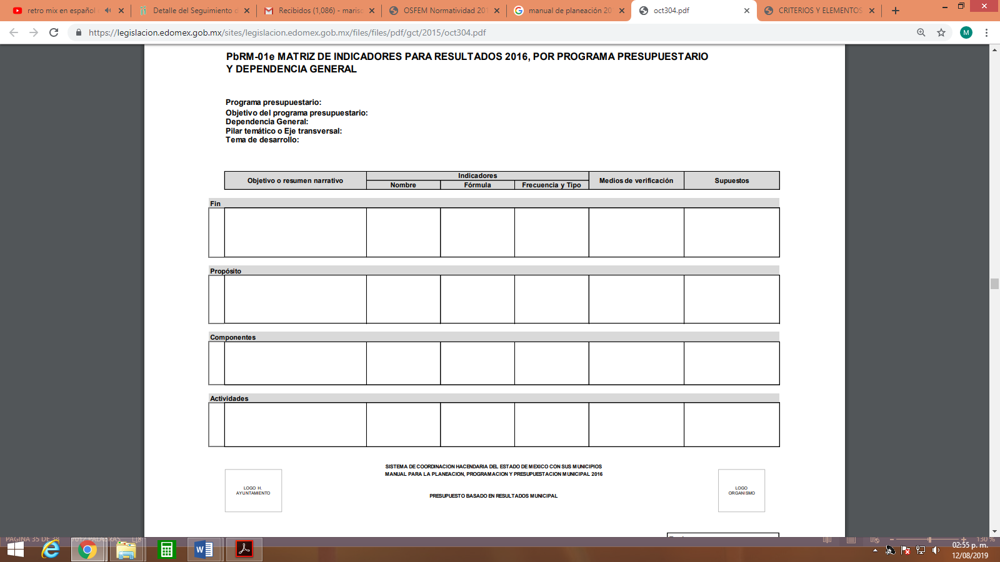 retro mix en español
Detalle del Seguimiento d
Recibidos (1,086) - marisc
OSFEM Normatividad 201
manual de planeación 20
oct304.pdf
CRITERIOS Y ELEMENTOS
https://legislacion.edomex.gob.mx/sites/legislacion.edomex.gob.mx/files/files/pdf/gct/2015/oct304.pdf
M
PbRM-01e MATRIZ DE INDICADORES PARA RESULTADOS 2016, POR PROGRAMA PRESUPUESTARIO
Y DEPENDENCIA GENERAL
Programa presupuestario:
Objetivo del programa presupuestario:
Dependencia General:
Pilar temático o Eje transversal:
Tema de desarrollo:
Objetivo o resumen narrativo
Indicadores
Nombre
Fórmula
Frecuencia y Tipo
Medios de verificación
Supuestos
Fin
Propósito
Componentes
Actividades
LOGO H.
AYUNTAMIENTO
SISTEMA DE COORDINACION HACENDARIA DEL ESTADO DE MEXICO CON SUS MUNICIPIOS
MANUAL PARA LA PLANEACION, PROGRAMACION Y PRESUPUESTACION MUNICIPAL 2016
PRESUPUESTO BASADO EN RESULTADOS MUNICIPAL
LOGO
ORGANISMO
PÁGINA 35 DE 38 7012 PALABRAS
130 %
02:55 p. m.
12/08/2019